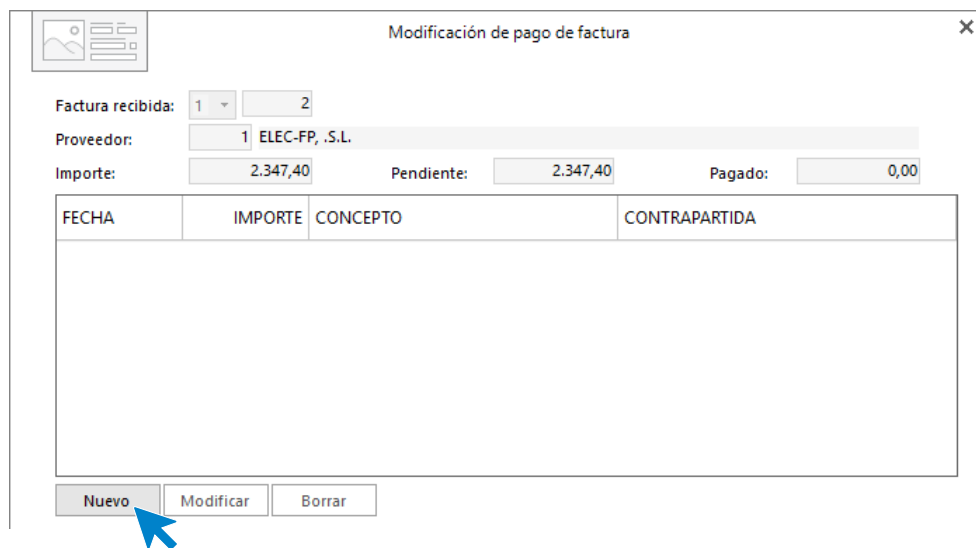 Modificación de pago de factura
Factura recibida: 1 2
Proveedor: 1 ELEC-FP, .S.L.
Importe: 2.347,40 Pendiente: 2.347,40 Pagado: 0,00
FECHA IMPORTE CONCEPTO CONTRAPARTIDA
Nuevo Modificar Borrar